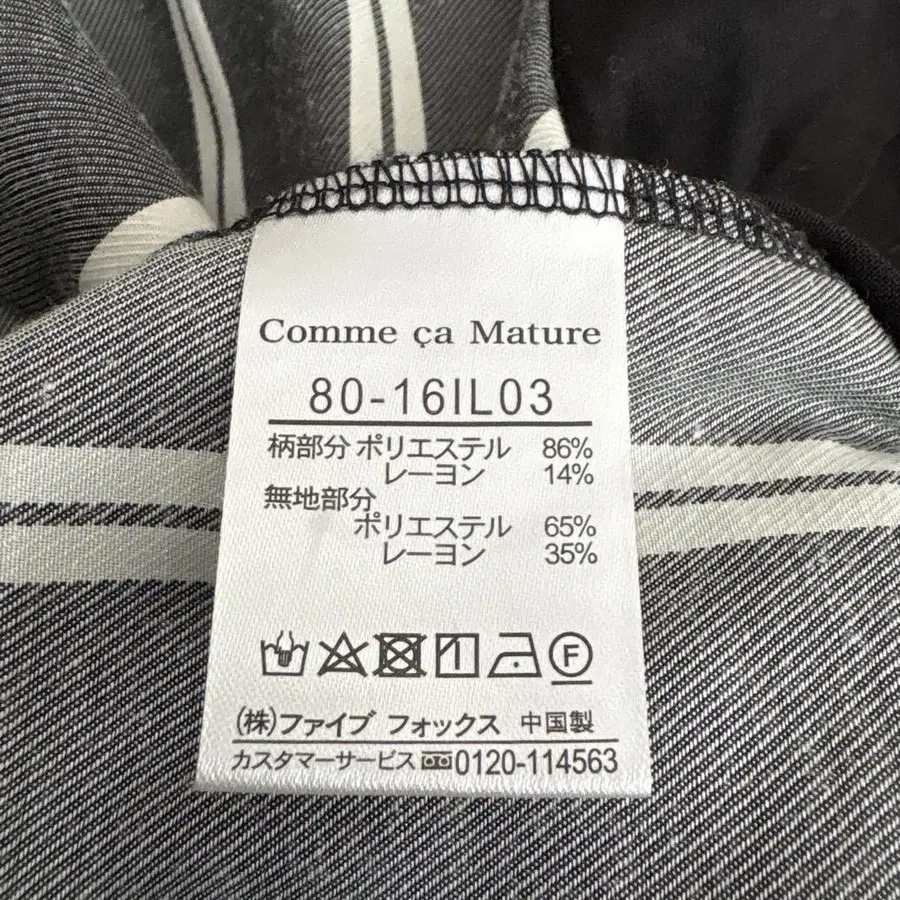 Comme ça Mature
80-16IL03
柄部分 ポリエステル 86%
レーヨン 14%
無地部分
ポリエステル 65%
レーヨン 35%
F
(株)ファイブ フォックス 中国製
カスタマーサービス 0120-114563